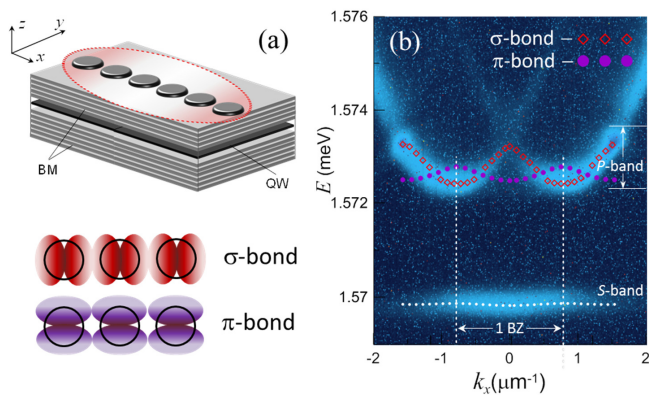 z
y
x
(a)
BM
QW
σ-bond
π-bond
(b)
σ-bond
π-bond
1.576
1.574
1.572
1.57
E (meV)
P-band
S-band
1 BZ
-2
-1
0
1
2
kₓ(μm⁻¹)